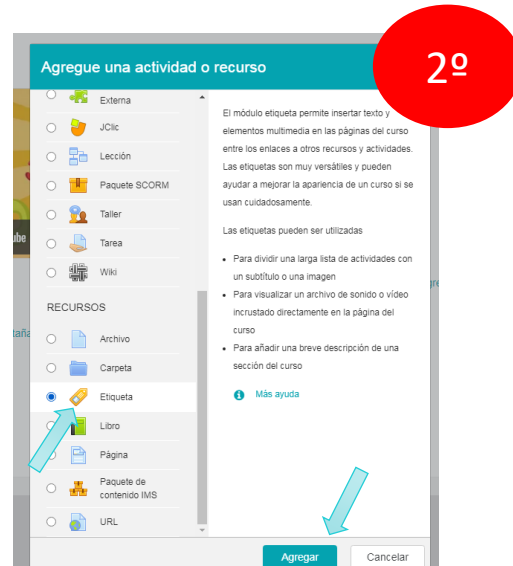 Agregue una actividad o recurso
2º
Externa
JClic
Lección
Paquete SCORM
Taller
Tarea
Wiki
RECURSOS
Archivo
Carpeta
Etiqueta
Libro
Página
Paquete de
contenido IMS
URL
El módulo etiqueta permite insertar texto y
elementos multimedia en las páginas del curso
entre los enlaces a otros recursos y actividades.
Las etiquetas son muy versátiles y pueden
ayudar a mejorar la apariencia de un curso si se
usan cuidadosamente.
Las etiquetas pueden ser utilizadas
• Para dividir una larga lista de actividades con
un subtítulo o una imagen
• Para visualizar un archivo de sonido o vídeo
incrustado directamente en la página del
curso
• Para añadir una breve descripción de una
sección del curso
Más ayuda
Agregar
Cancelar